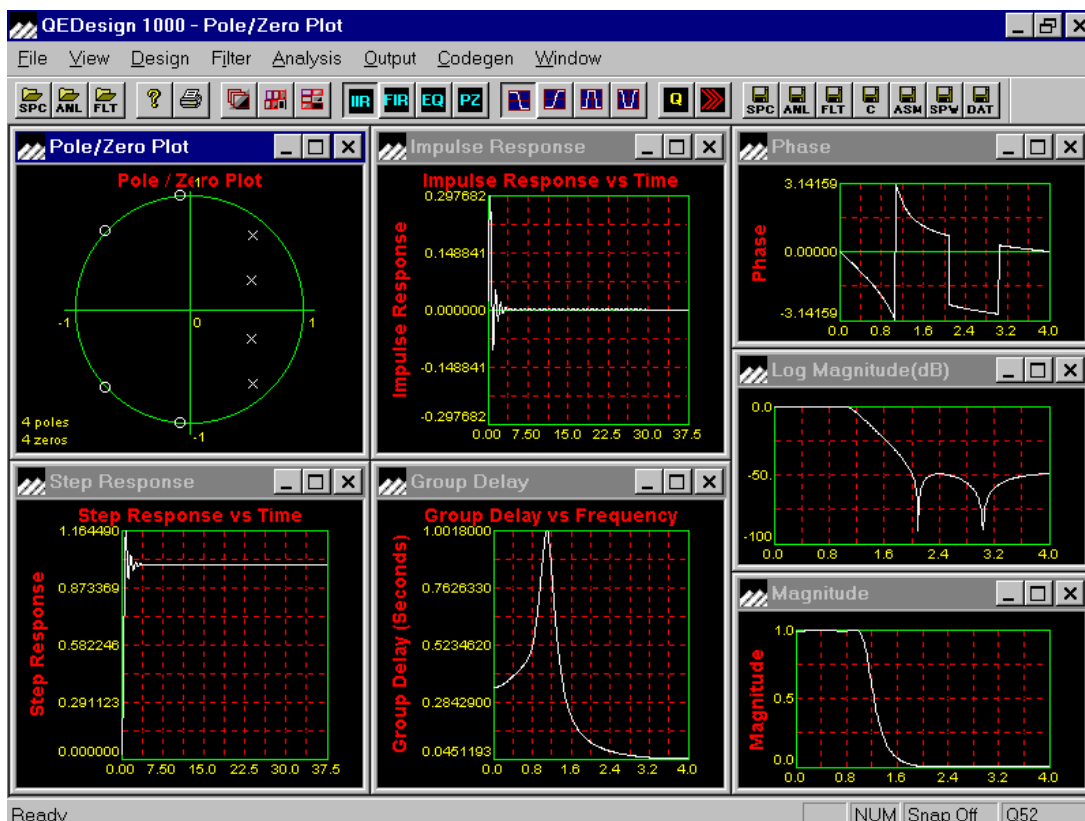 QEDesign 1000 - Pole/Zero Plot
File View Design Filter Analysis Output Codegen Window
SPC ANL FLT ? IIR FIR EQ PZ Q SPC ANL FLT C ASM SPW DAT
Pole/Zero Plot
Pole / Zero Plot
1
-1 0 1
-1
4 poles
4 zeros
Impulse Response
Impulse Response vs Time
Impulse Response
0.297682
0.148841
0.000000
-0.148841
-0.297682
0.00 7.50 15.00 22.5 30.0 37.5
Phase
Phase
3.14159
0.00000
-3.14159
0.0 0.8 1.6 2.4 3.2 4.0
Log Magnitude(dB)
0.0
-50.
-100
0.0 0.8 1.6 2.4 3.2 4.0
Step Response
Step Response vs Time
Step Response
1.164490
0.873369
0.582246
0.291123
0.000000
0.00 7.50 15.00 22.5 30.0 37.5
Group Delay
Group Delay vs Frequency
Group Delay (Seconds)
1.0018000
0.7626330
0.5234620
0.2842900
0.0451193
0.0 0.8 1.6 2.4 3.2 4.0
Magnitude
Magnitude
1.0
0.5
0.0
0.0 0.8 1.6 2.4 3.2 4.0
Ready NUM Snap Off Q52